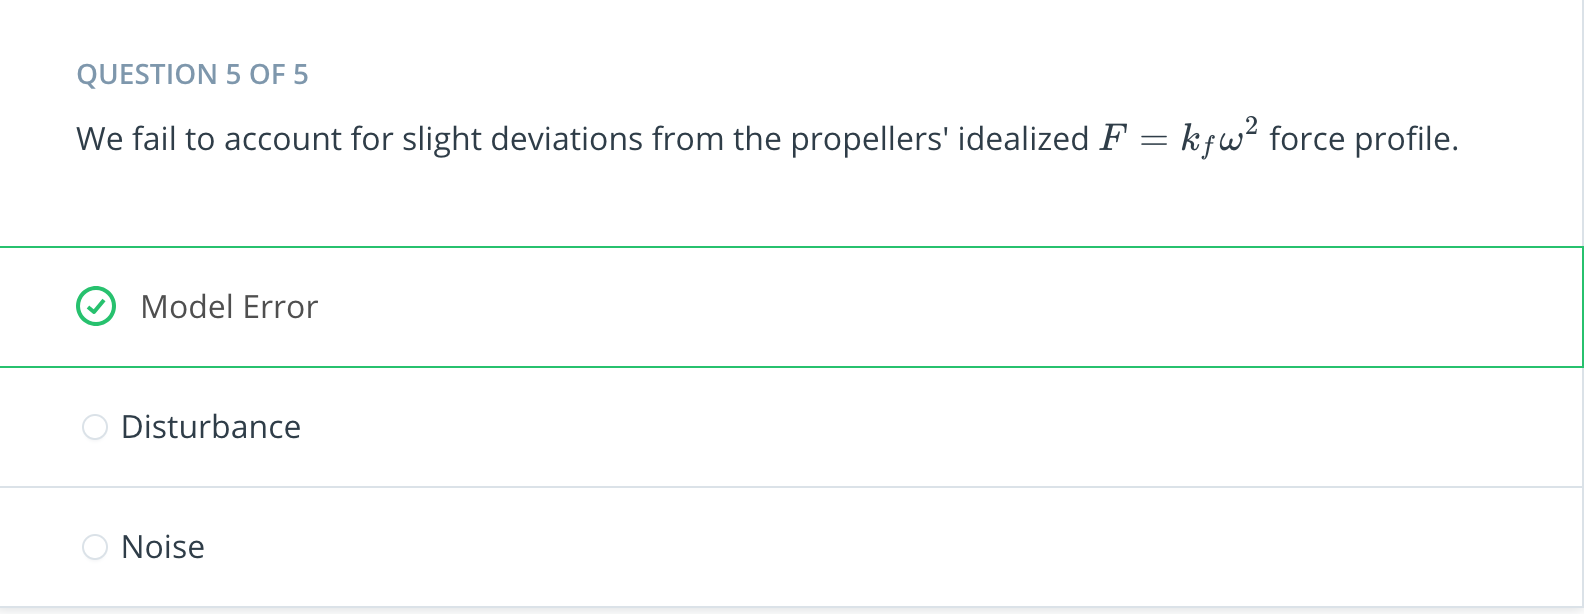 QUESTION 5 OF 5
We fail to account for slight deviations from the propellers' idealized $F = k_f\omega^2$ force profile.
Model Error
Disturbance
Noise